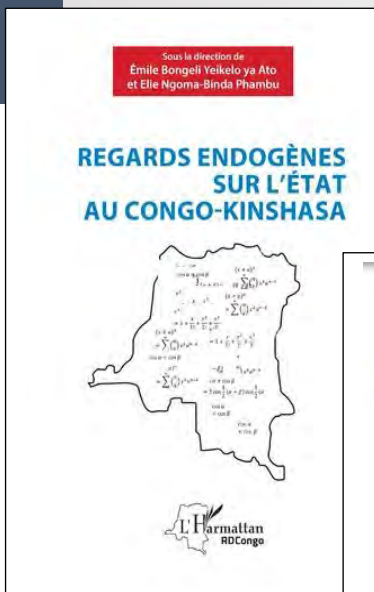 Sous la direction de
Émile Bongeli Yeikelo ya Ato
et Elie Ngoma-Binda Phambu
REGARDS ENDOGÈNES
SUR L'ÉTAT
AU CONGO-KINSHASA
L'Harmattan
RDCongo